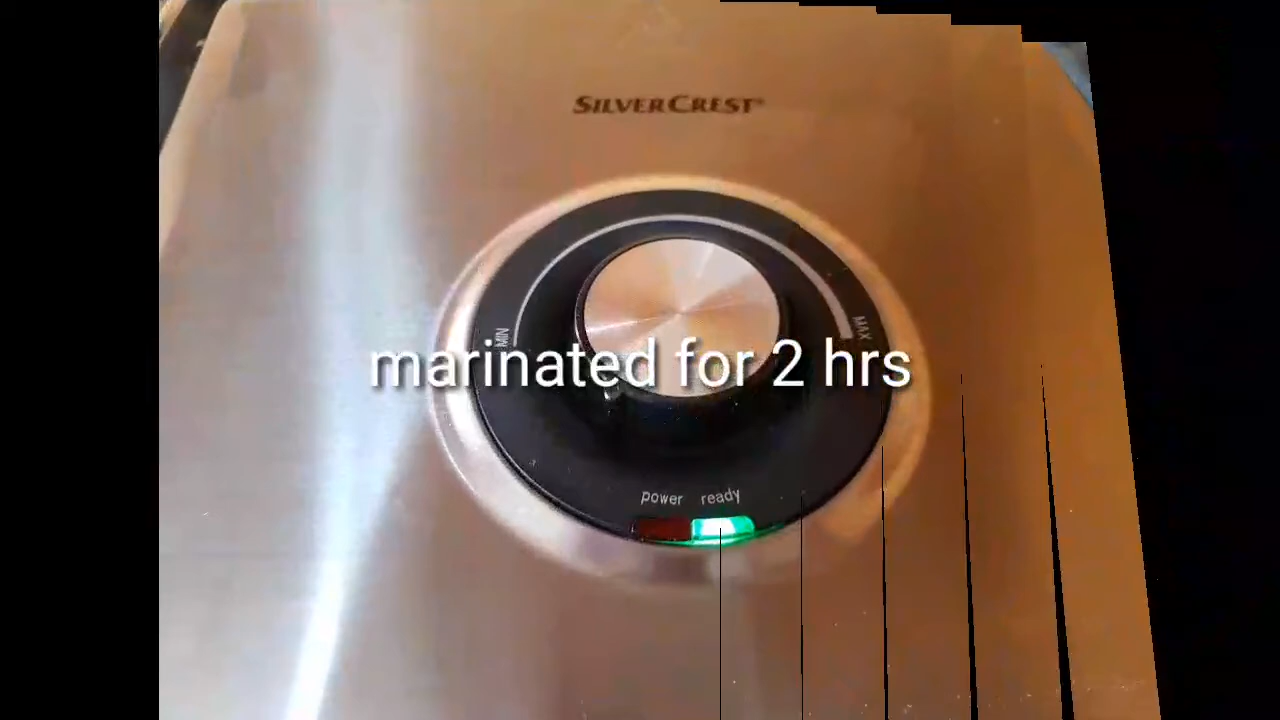 SILVERCREST®
MIN
MAX
marinated for 2 hrs
power ready